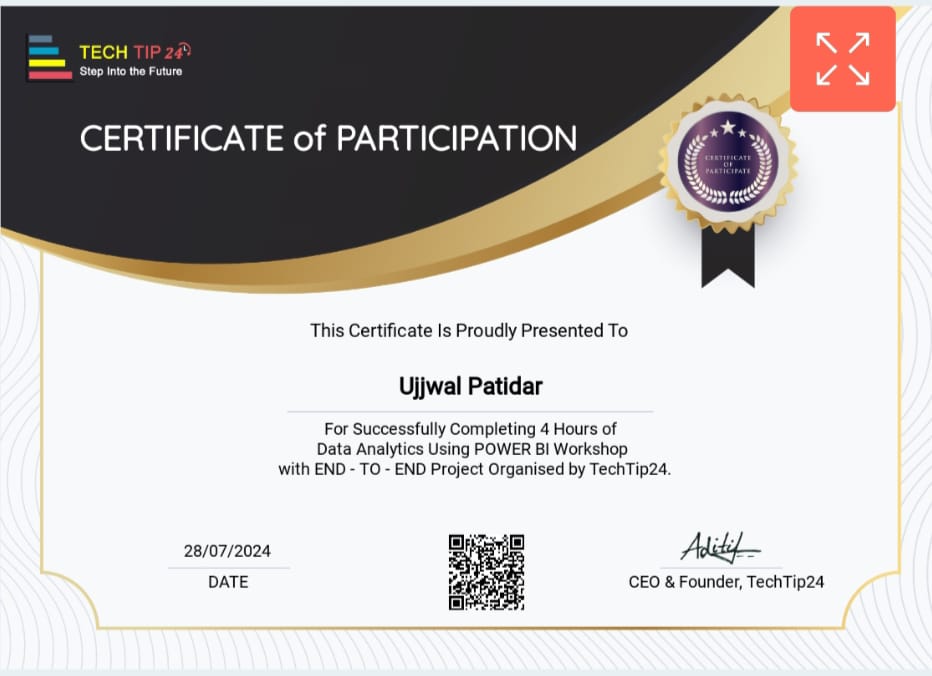 TECH TIP 24
Step Into the Future
CERTIFICATE of PARTICIPATION
CERTIFICATE
OF
PARTICIPATE
This Certificate Is Proudly Presented To
Ujjwal Patidar
For Successfully Completing 4 Hours of
Data Analytics Using POWER BI Workshop
with END - TO - END Project Organised by TechTip24.
28/07/2024
DATE
Aditi
CEO & Founder, TechTip24